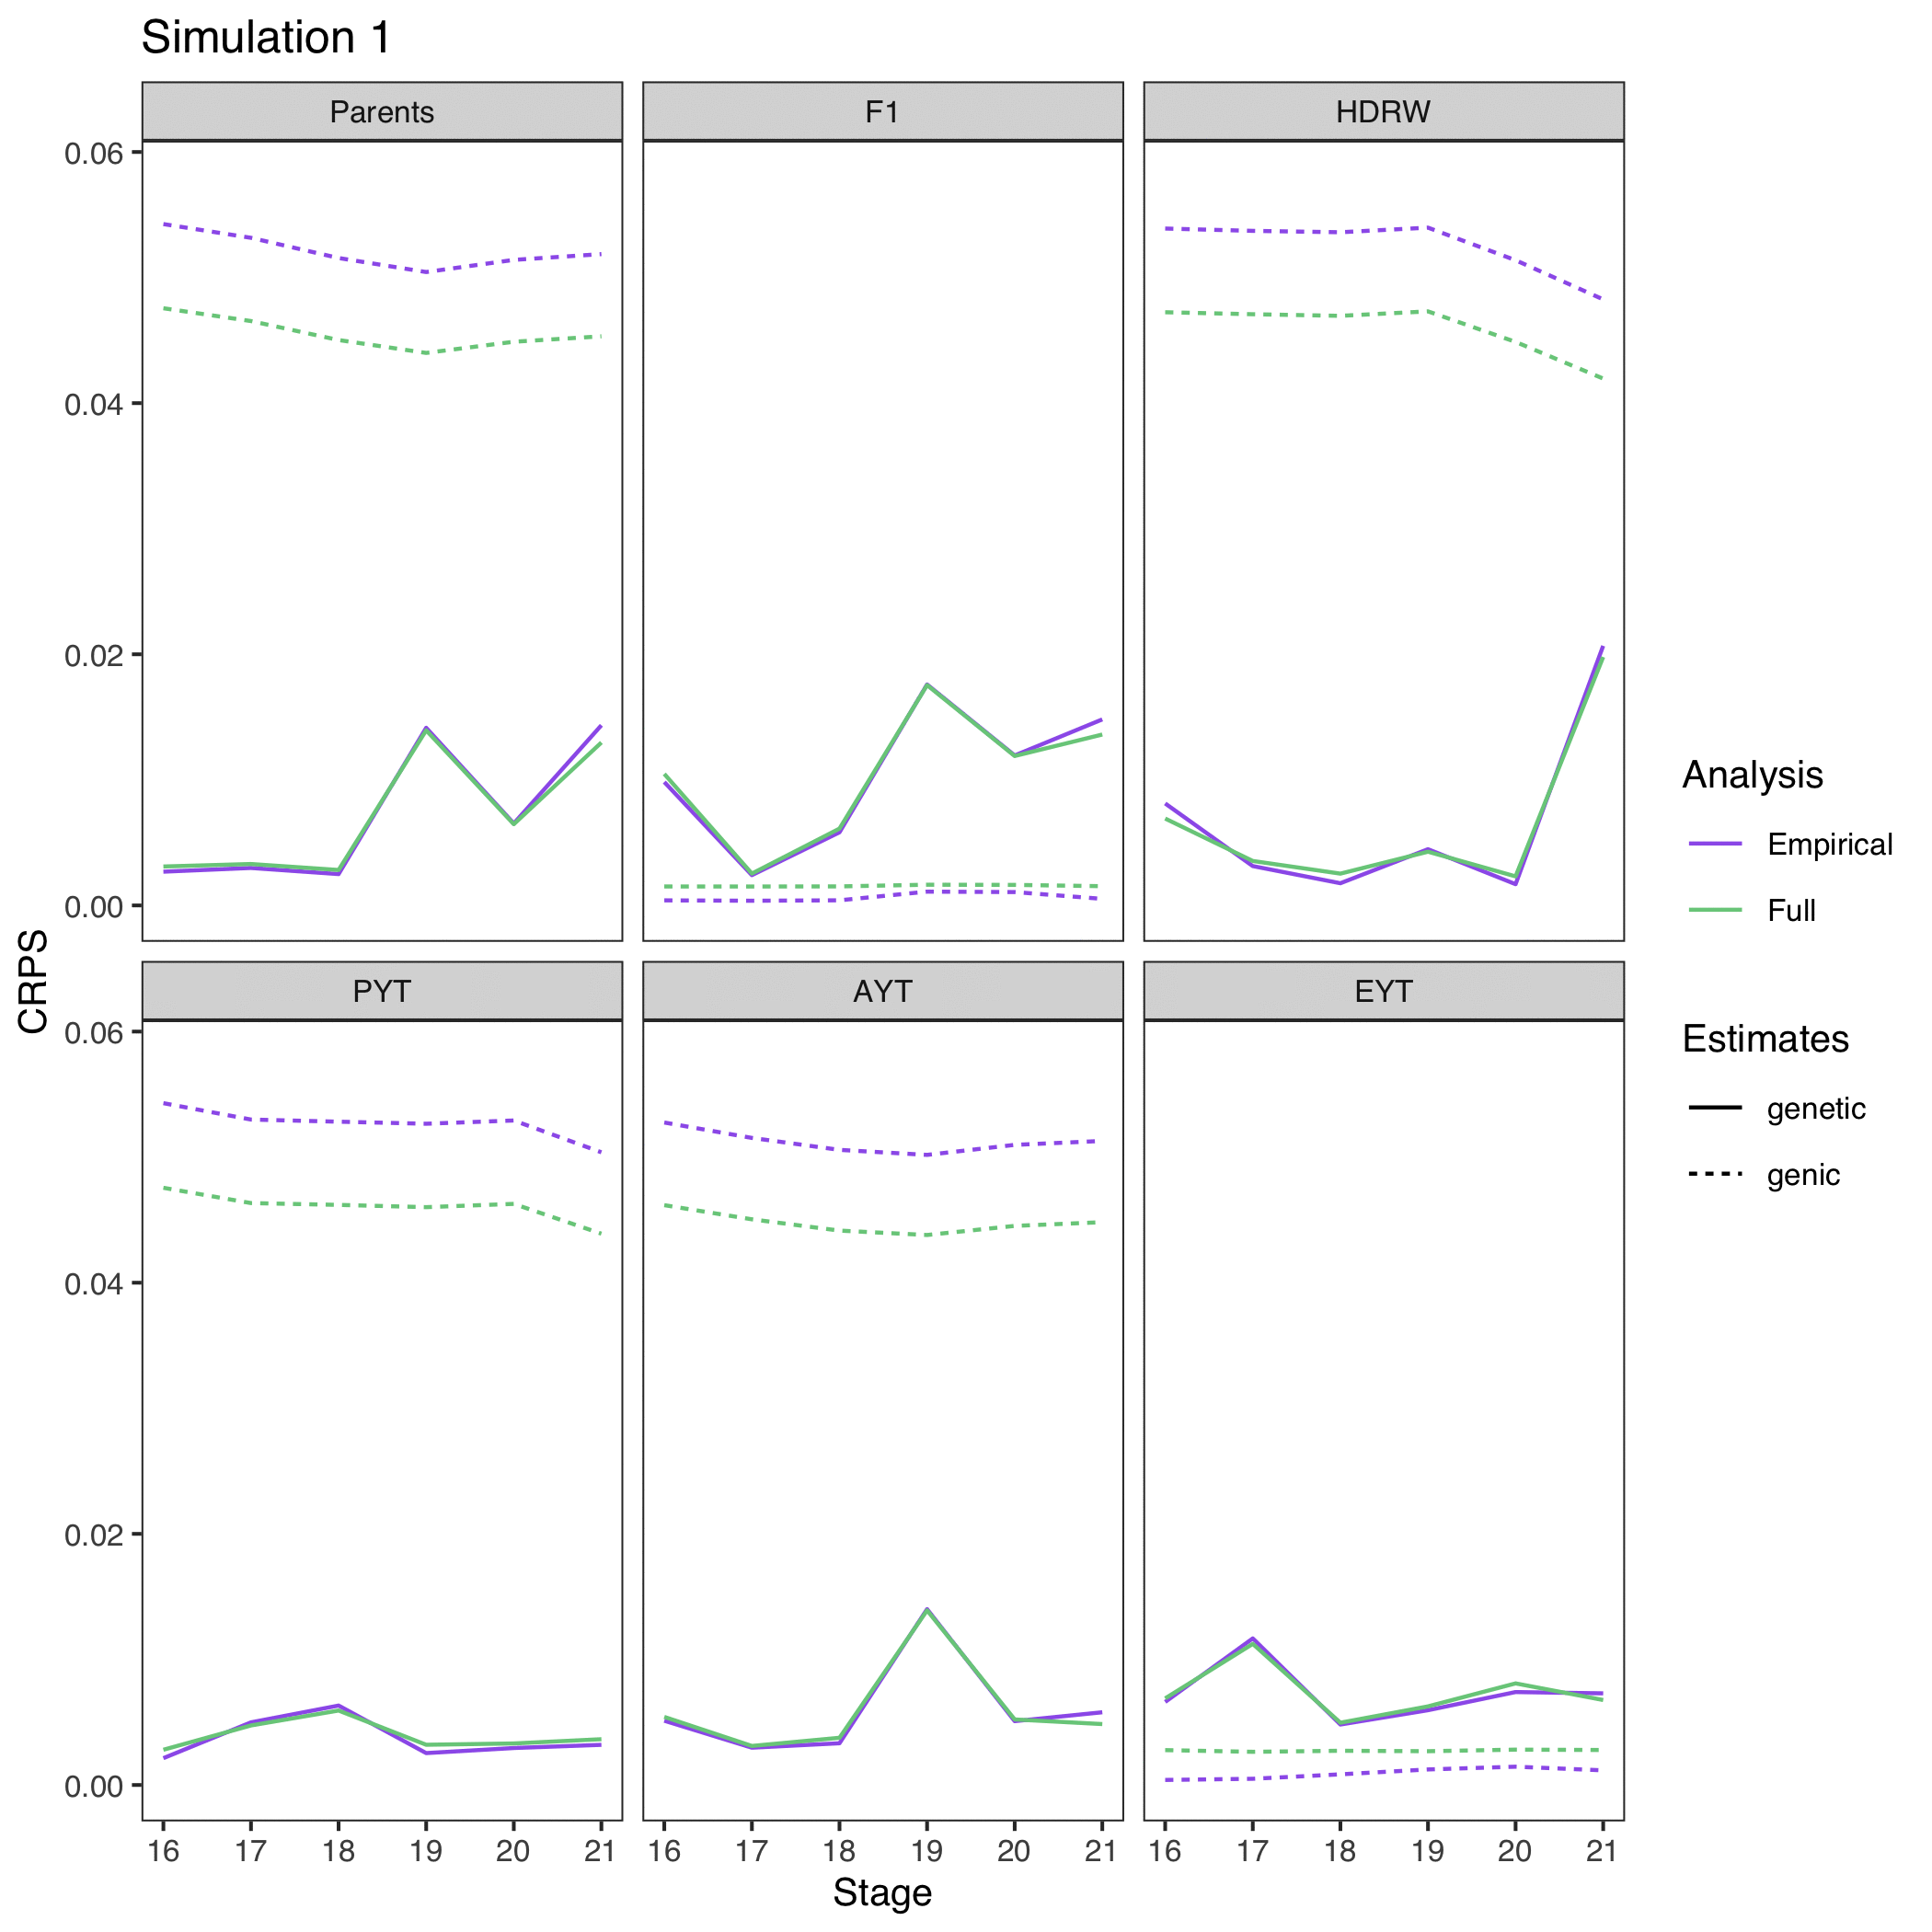 Simulation 1
Parents
F1
HDRW
0.06
0.04
0.02
0.00
PYT
AYT
EYT
0.06
0.04
0.02
0.00
CRPS
16 17 18 19 20 21
16 17 18 19 20 21
16 17 18 19 20 21
Stage
Analysis
Empirical
Full
Estimates
genetic
genic